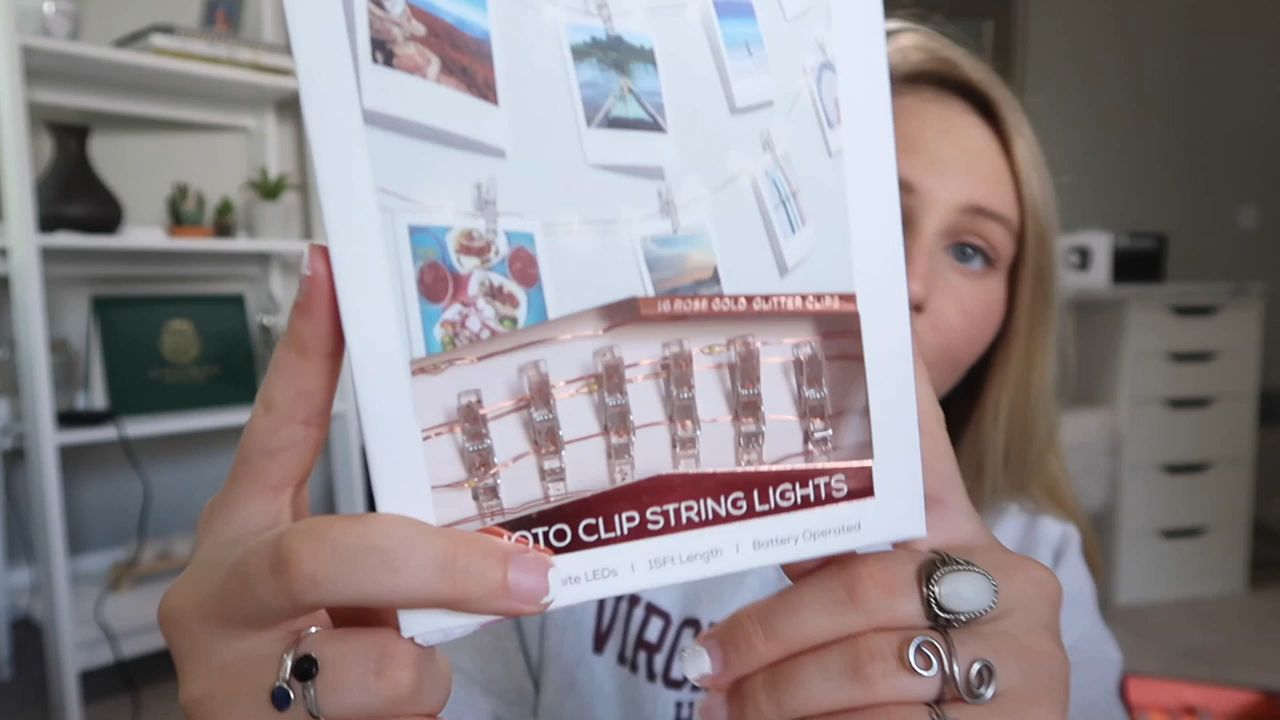 16 ROSE GOLD GLITTER CLIPS
OTO CLIP STRING LIGHTS
ite LEDs | 15Ft Length | Battery Operated
VIRG
H